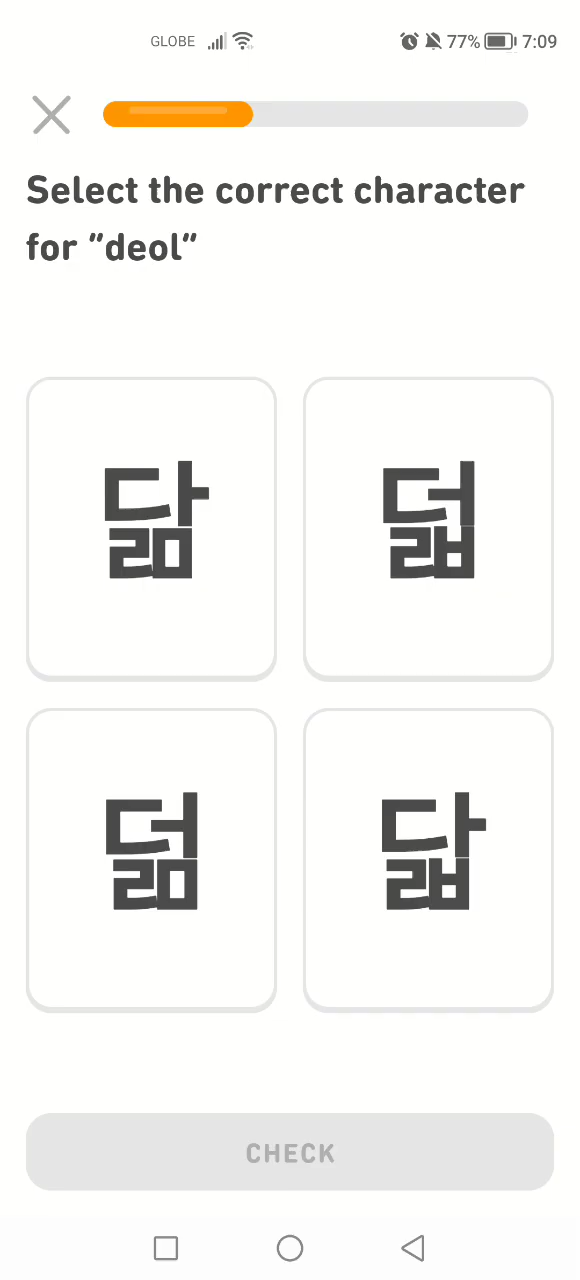 GLOBE 77% 7:09
Select the correct character
for "deol"
닮 덟
덞 닯
CHECK